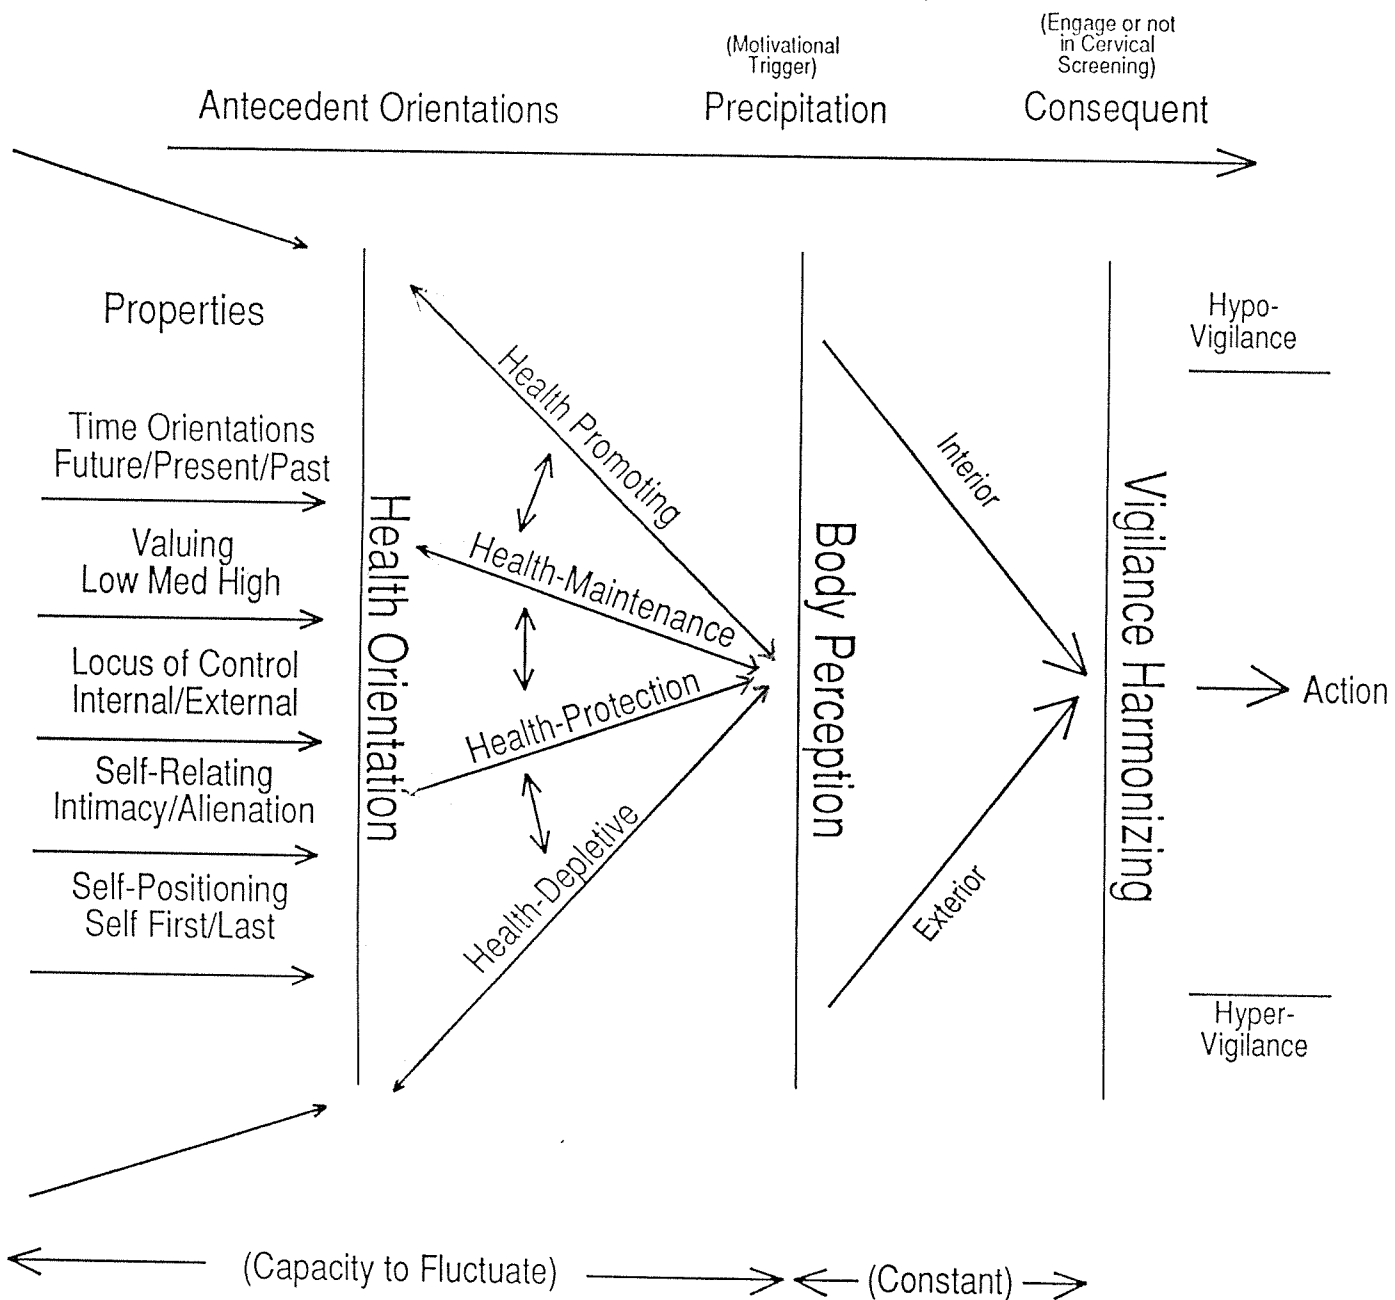 (Motivational
Trigger)
(Engage or not
in Cervical
Screening)
Antecedent Orientations
Precipitation
Consequent
Properties
Time Orientations
Future/Present/Past
Valuing
Low Med High
Locus of Control
Internal/External
Self-Relating
Intimacy/Alienation
Self-Positioning
Self First/Last
Health Orientation
Health Promoting
Health-Maintenance
Health-Protection
Health-Depletive
Body Perception
Interior
Exterior
Vigilance Harmonizing
Hypo-
Vigilance
Action
Hyper-
Vigilance
(Capacity to Fluctuate)
(Constant)